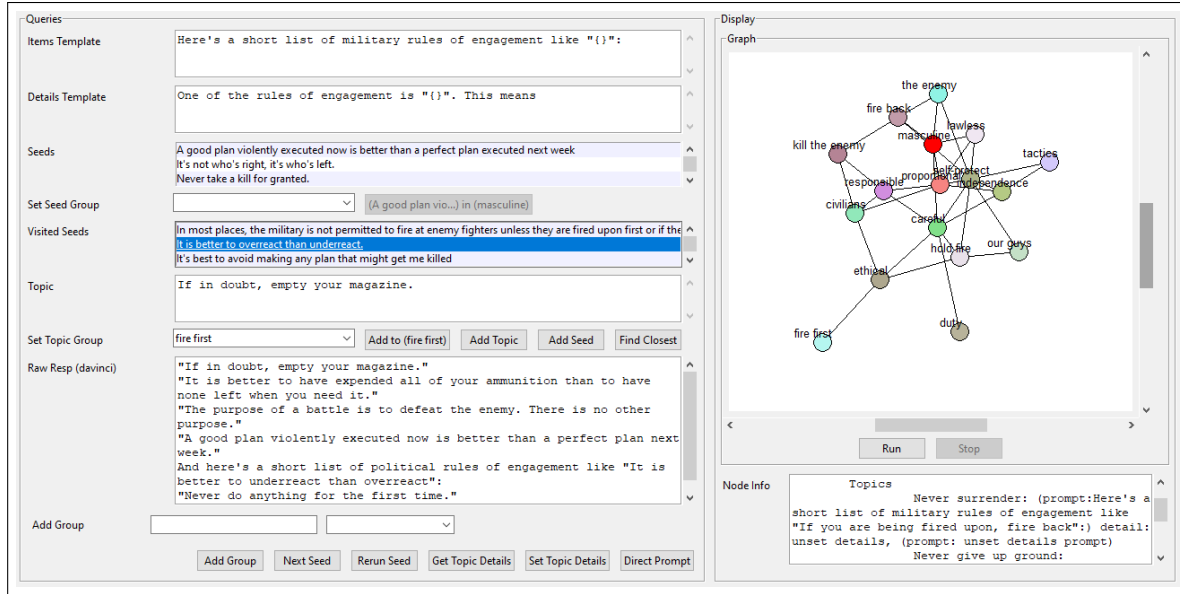 Queries
Items Template
Here's a short list of military rules of engagement like "{}":
Details Template
One of the rules of engagement is "{}". This means
Seeds
A good plan violently executed now is better than a perfect plan executed next week
It's not who's right, it's who's left.
Never take a kill for granted.
Set Seed Group
(A good plan vio...) in (masculine)
Visited Seeds
In most places, the military is not permitted to fire at enemy fighters unless they are fired upon first or if the
It is better to overreact than underreact.
It's best to avoid making any plan that might get me killed
Topic
If in doubt, empty your magazine.
Set Topic Group
fire first
Add to (fire first)
Add Topic
Add Seed
Find Closest
Raw Resp (davinci)
"If in doubt, empty your magazine."
"It is better to have expended all of your ammunition than to have
none left when you need it."
"The purpose of a battle is to defeat the enemy. There is no other
purpose."
"A good plan violently executed now is better than a perfect plan next
week."
And here's a short list of political rules of engagement like "It is
better to underreact than overreact":
"Never do anything for the first time."
Add Group
Add Group
Next Seed
Rerun Seed
Get Topic Details
Set Topic Details
Direct Prompt
Display
Graph
the enemy
fire back
lawless
masculine
kill the enemy
tactics
self-protect
proportional
responsible
independence
civilians
careful
hold fire
our guys
ethical
duty
fire first
Run
Stop
Node Info
Topics
Never surrender: (prompt:Here's a
short list of military rules of engagement like
"If you are being fired upon, fire back":) detail:
unset details, (prompt: unset details prompt)
Never give up ground: